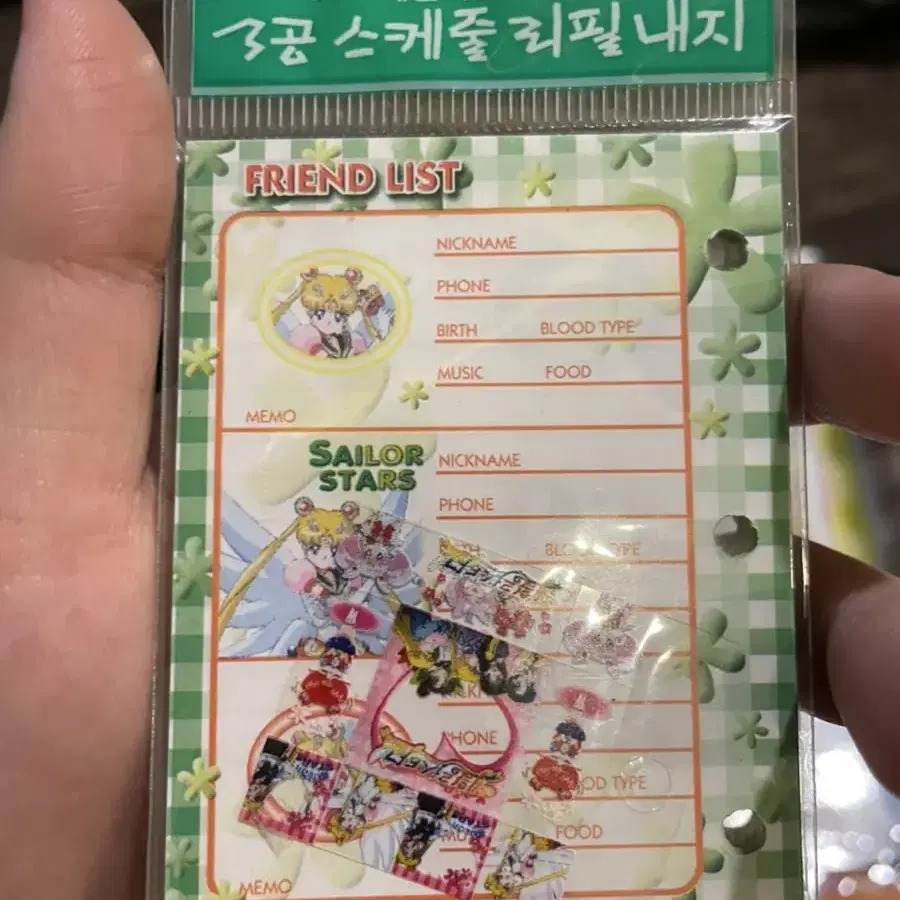 3공 스케줄 리필 내지
FRIEND LIST
NICKNAME
PHONE
BIRTH BLOOD TYPE
MUSIC FOOD
MEMO
SAILOR
STARS
NICKNAME
PHONE
BIRTH BLOOD TYPE
PHONE
BLOOD TYPE
FOOD
MEMO